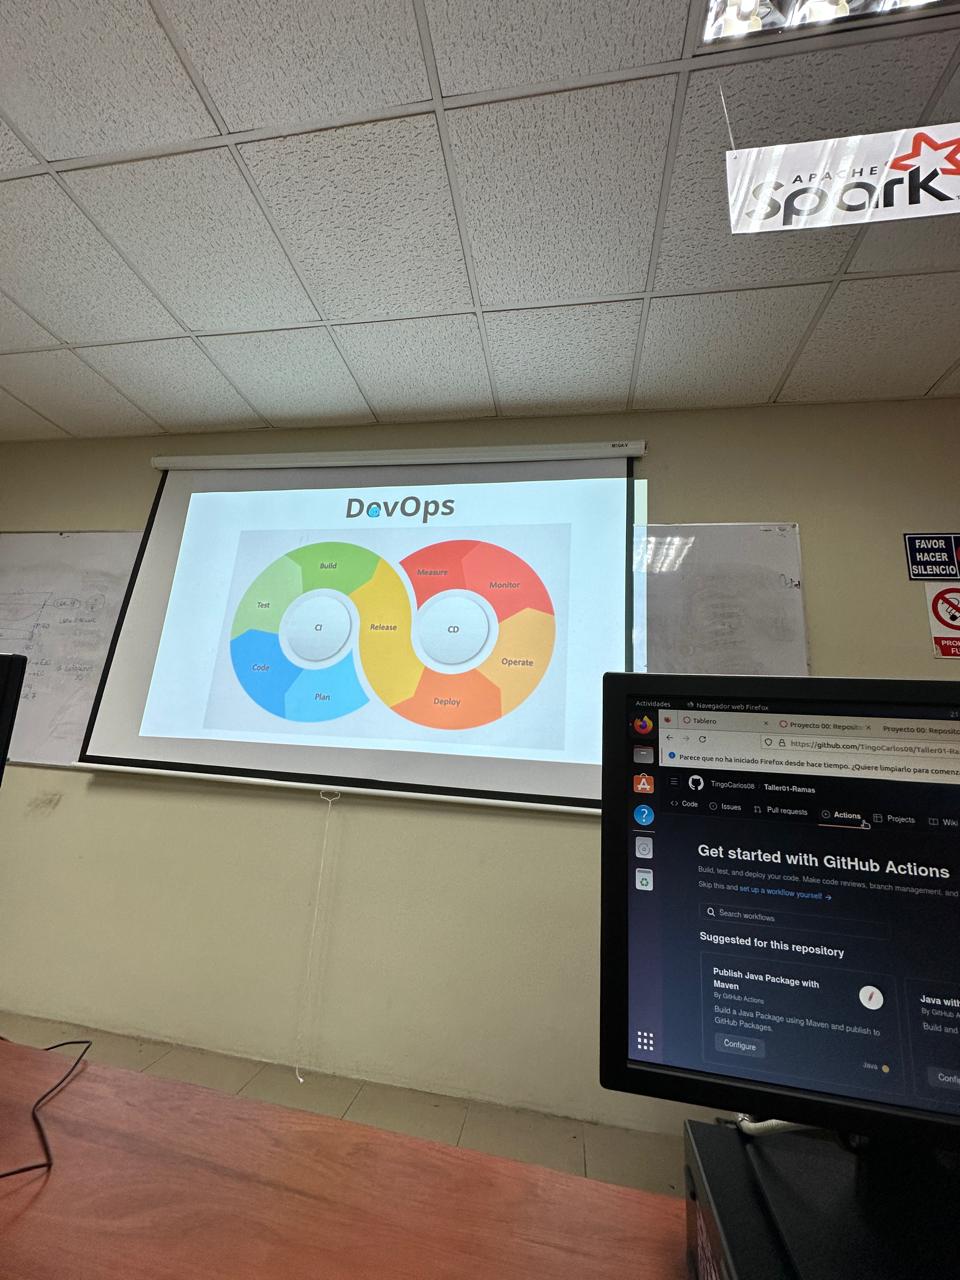 APACHE
Spark
DevOps
Build
Measure
Monitor
Test
CI
Release
CD
Code
Operate
Plan
Deploy
FAVOR
HACER
SILENCIO
Actividades
Navegador web Firefox
Tablero
Proyecto 00: Reposito
Proyecto 00: Reposito
https://github.com/TingoCarlos08/Taller01-Ra
Parece que no ha iniciado Firefox desde hace tiempo. ¿Quiere limpiarlo para comenza
TingoCarlos08 / Taller01-Ramas
Code
Issues
Pull requests
Actions
Projects
Wiki
Get started with GitHub Actions
Build, test, and deploy your code. Make code reviews, branch management, and
Skip this and set up a workflow yourself →
Search workflows
Suggested for this repository
Publish Java Package with
Maven
By GitHub Actions
Build a Java Package using Maven and publish to
GitHub Packages.
Configure
Java
Java with
By GitHub A
Build and
Confi